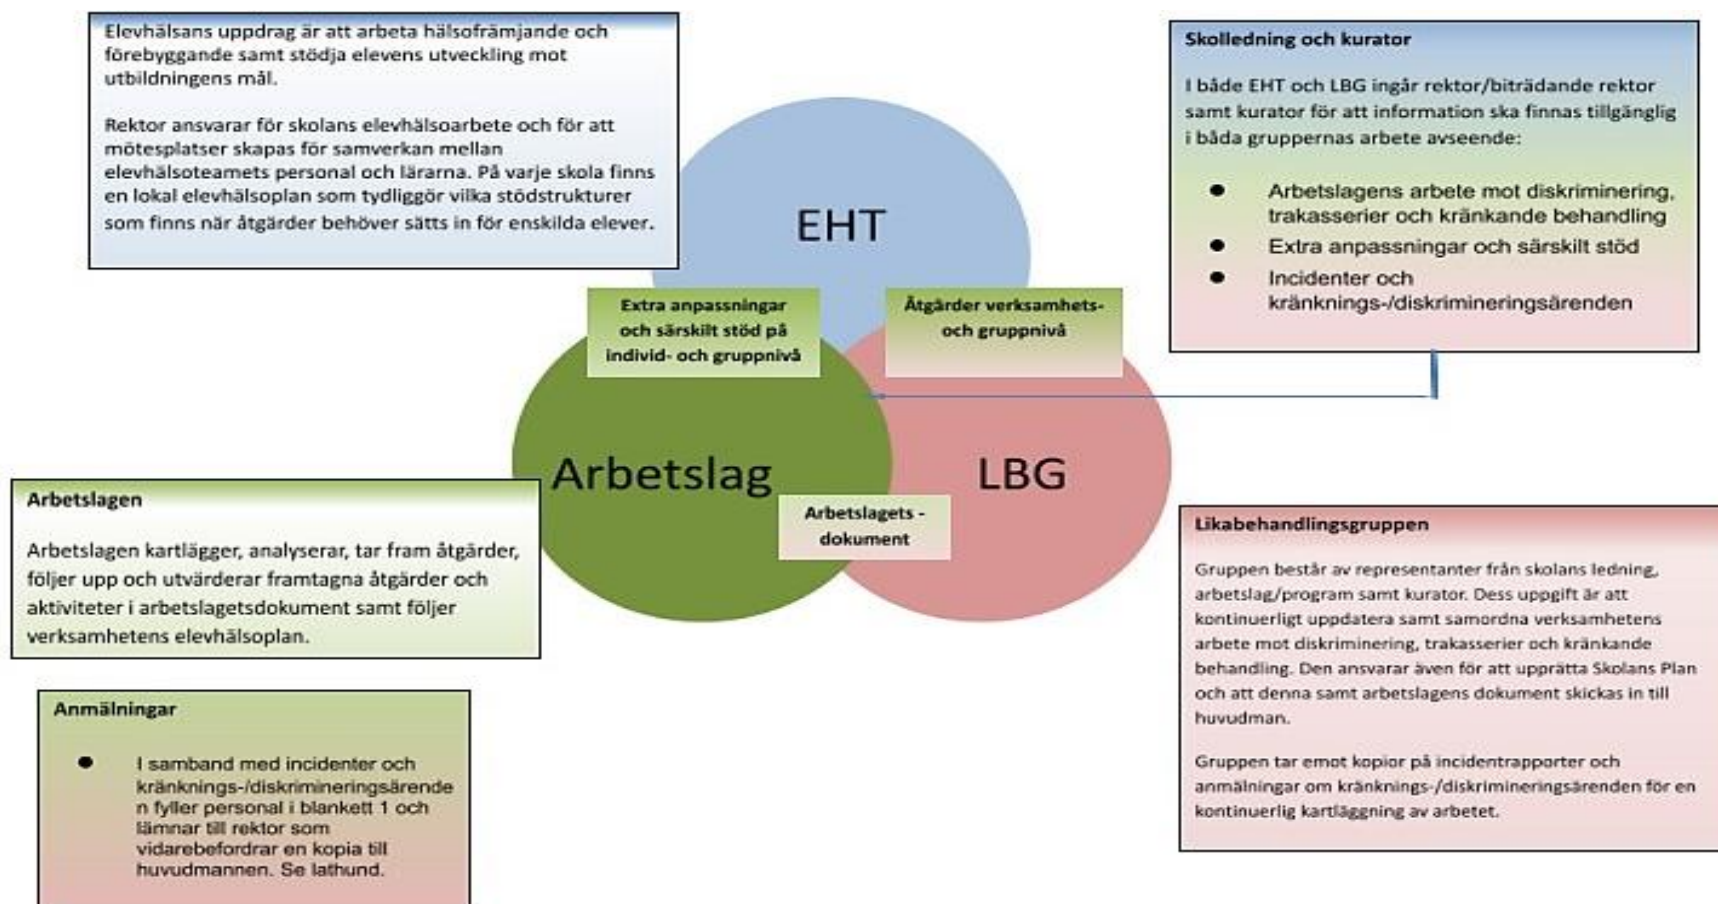 Elevhälsans uppdrag är att arbeta hälsofrämjande och
förebyggande samt stödja elevens utveckling mot
utbildningens mål.
Rektor ansvarar för skolans elevhälsoarbete och för att
mötesplatser skapas för samverkan mellan
elevhälsoteamets personal och lärarna. På varje skola finns
en lokal elevhälsoplan som tydliggör vilka stödstrukturer
som finns när åtgärder behöver sätts in för enskilda elever.
Skolledning och kurator
I både EHT och LBG ingår rektor/biträdande rektor
samt kurator för att information ska finnas tillgänglig
i båda gruppernas arbete avseende:
● Arbetslagens arbete mot diskriminering,
trakasserier och kränkande behandling
● Extra anpassningar och särskilt stöd
● Incidenter och
kränknings-/diskrimineringsärenden
EHT
Extra anpassningar
och särskilt stöd på
individ- och gruppnivå
Åtgärder verksamhets-
och gruppnivå
Arbetslag
LBG
Arbetslagets -
dokument
Arbetslagen
Arbetslagen kartlägger, analyserar, tar fram åtgärder,
följer upp och utvärderar framtagna åtgärder och
aktiviteter i arbetslagetsdokument samt följer
verksamhetens elevhälsoplan.
Likabehandlingsgruppen
Gruppen består av representanter från skolans ledning,
arbetslag/program samt kurator. Dess uppgift är att
kontinuerligt uppdatera samt samordna verksamhetens
arbete mot diskriminering, trakasserier och kränkande
behandling. Den ansvarar även för att upprätta Skolans Plan
och att denna samt arbetslagens dokument skickas in till
huvudman.
Gruppen tar emot kopior på incidentrapporter och
anmälningar om kränknings-/diskrimineringsärenden för en
kontinuerlig kartläggning av arbetet.
Anmälningar
● I samband med incidenter och
kränknings-/diskrimineringsärende
n fyller personal i blankett 1 och
lämnar till rektor som
vidarebefordrar en kopia till
huvudmannen. Se lathund.